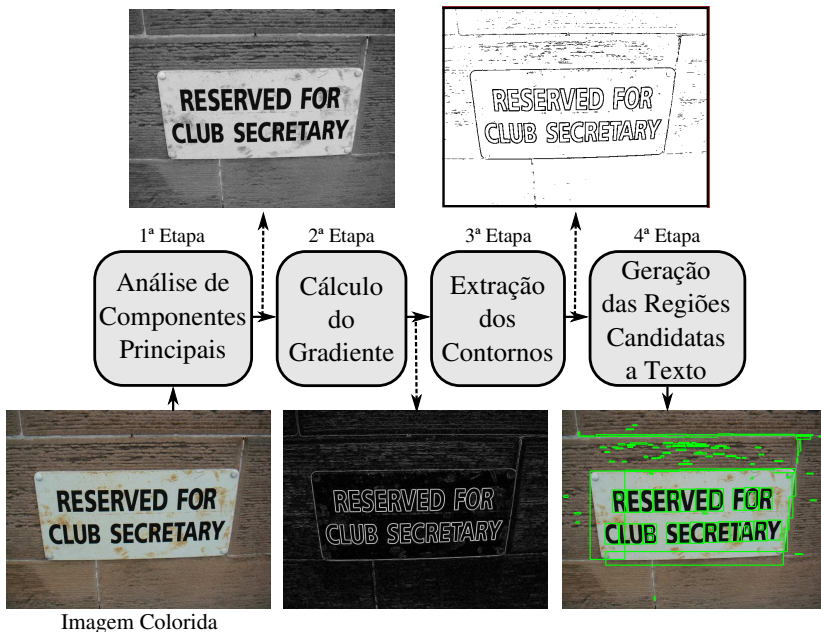 RESERVED FOR
CLUB SECRETARY
RESERVED FOR
CLUB SECRETARY
1ª Etapa
2ª Etapa
3ª Etapa
4ª Etapa
Análise de
Componentes
Principais
Cálculo
do
Gradiente
Extração
dos
Contornos
Geração
das Regiões
Candidatas
a Texto
RESERVED FOR
CLUB SECRETARY
RESERVED FOR
CLUB SECRETARY
RESERVED FOR
CLUB SECRETARY
Imagem Colorida